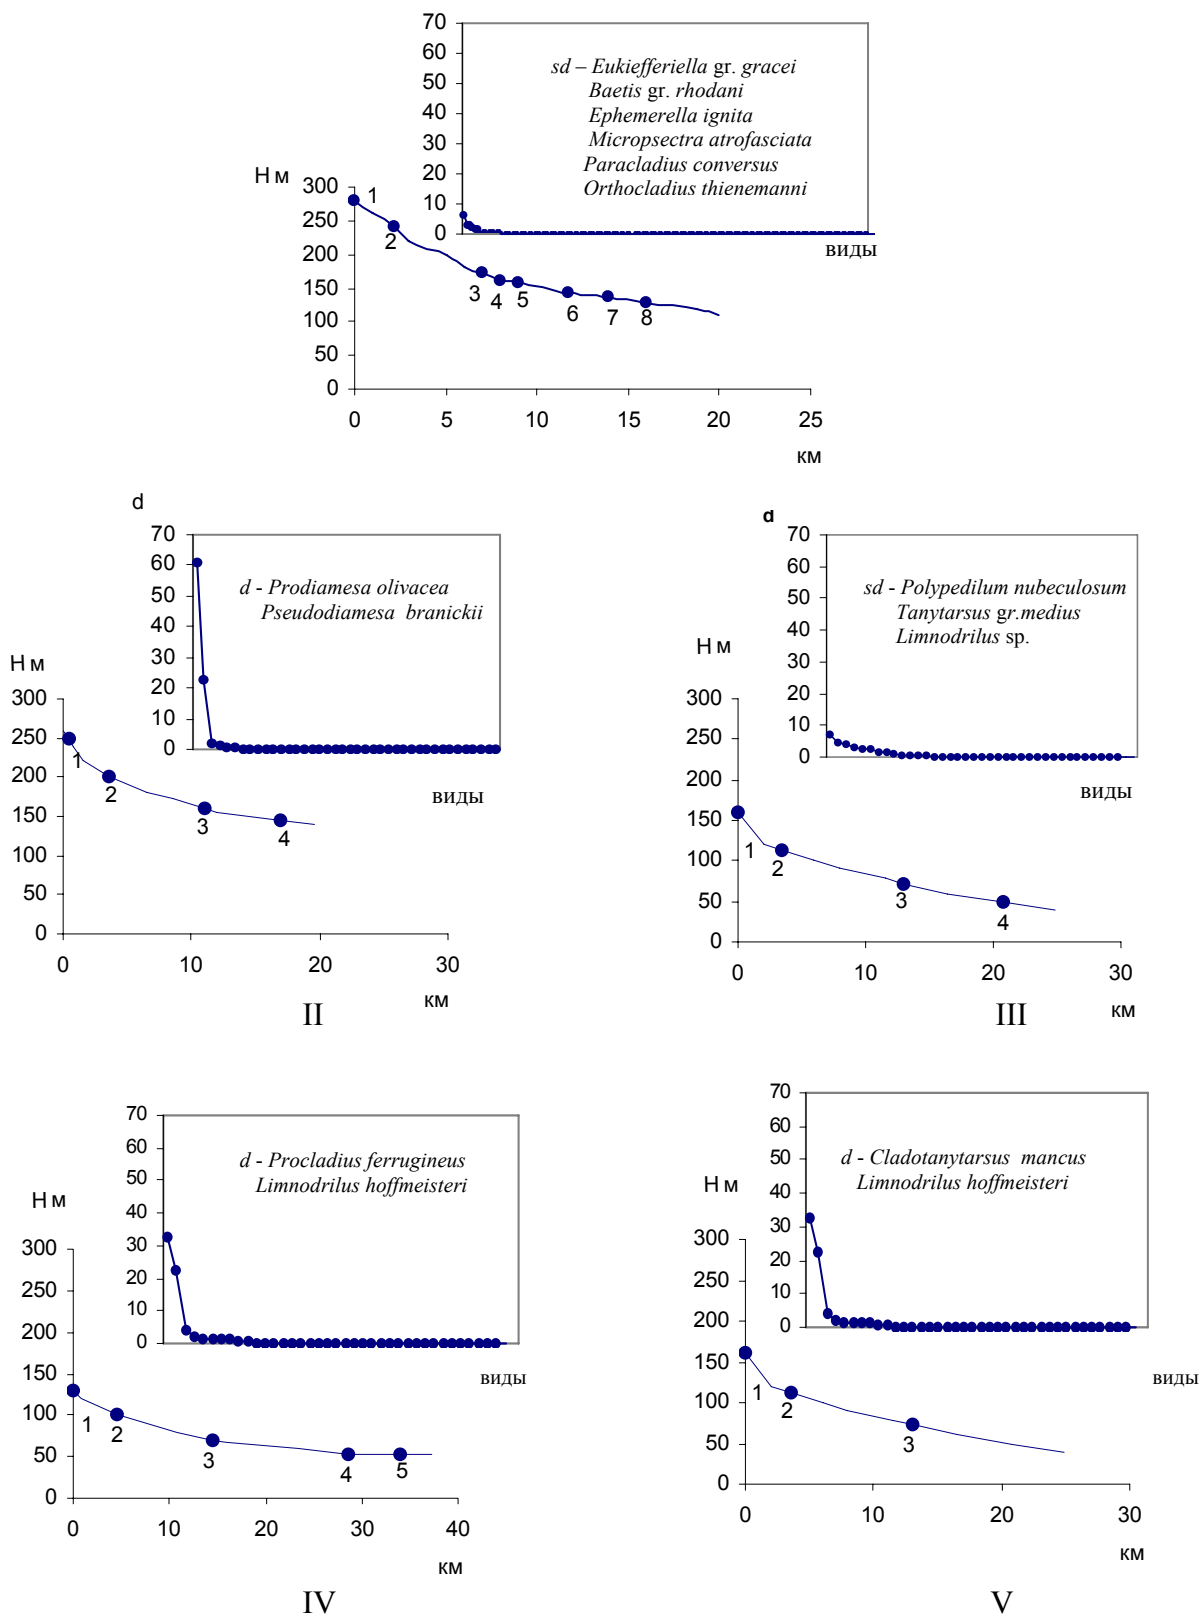 70
60
50
40
30
20
10
0
sd – Eukiefferiella gr. gracei
Baetis gr. rhodani
Ephemerella ignita
Micropsectra atrofasciata
Paracladius conversus
Orthocladius thienemanni
виды
Н м
300
250
200
150
100
50
0
1
2
3
4
5
6
7
8
0 5 10 15 20 25
км
d
70
60
50
40
30
20
10
0
d - Prodiamesa olivacea
Pseudodiamesa branickii
виды
Н м
300
250
200
150
100
50
0
1
2
3
4
0 10 20 30
км
II
d
70
60
50
40
30
20
10
0
sd - Polypedilum nubeculosum
Tanytarsus gr.medius
Limnodrilus sp.
виды
Н м
300
250
200
150
100
50
0
1
2
3
4
0 10 20 30
км
III
70
60
50
40
30
20
10
0
d - Procladius ferrugineus
Limnodrilus hoffmeisteri
виды
Н м
300
250
200
150
100
50
0
1
2
3
4
5
0 10 20 30 40
км
IV
70
60
50
40
30
20
10
0
d - Cladotanytarsus mancus
Limnodrilus hoffmeisteri
виды
Н м
300
250
200
150
100
50
0
1
2
3
0 10 20 30
км
V